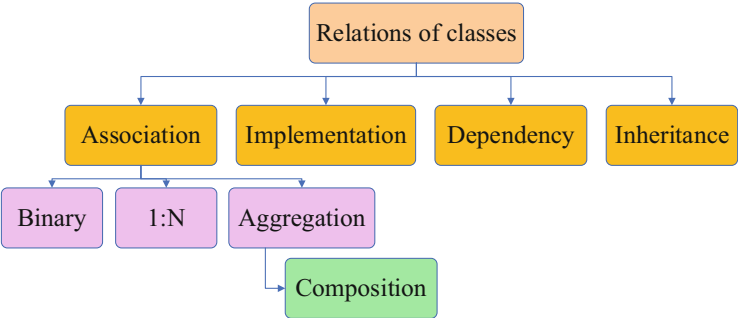 Relations of classes
Association
Implementation
Dependency
Inheritance
Binary
1:N
Aggregation
Composition